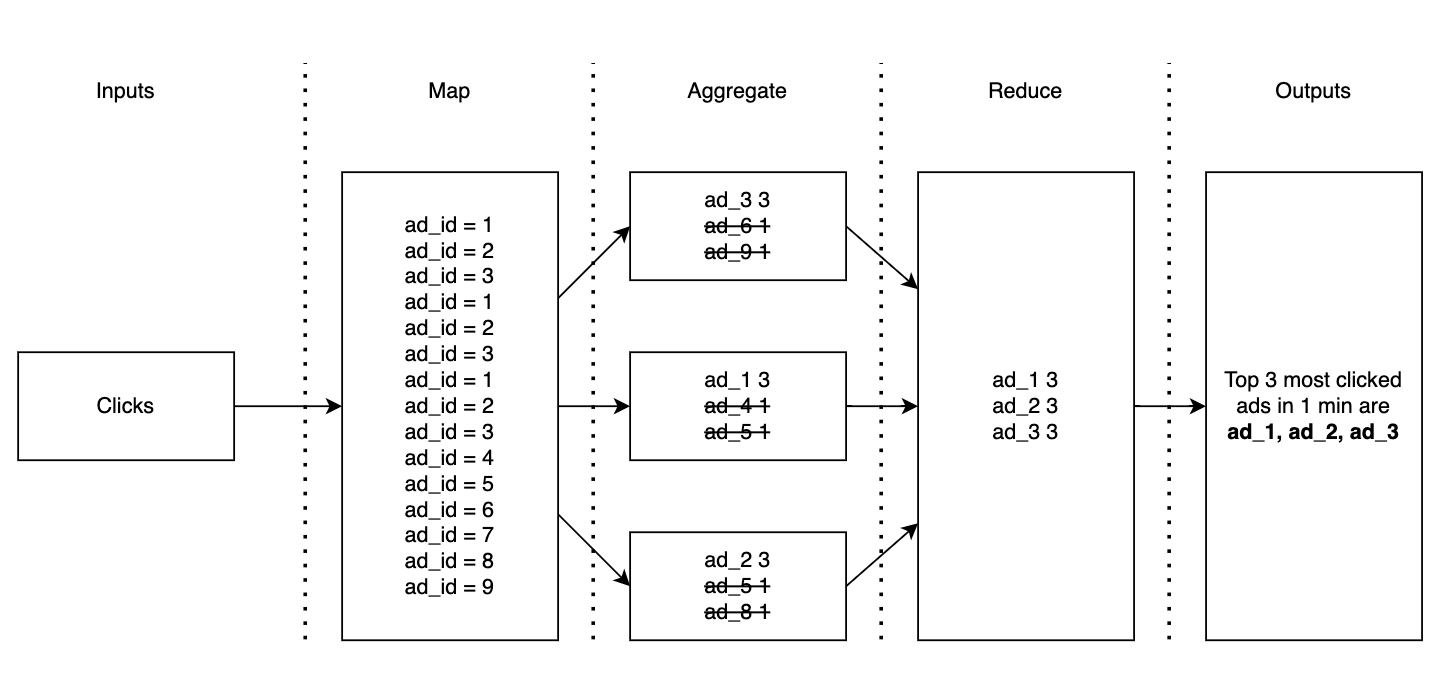 Inputs
Map
Aggregate
Reduce
Outputs
Clicks
ad_id = 1
ad_id = 2
ad_id = 3
ad_id = 1
ad_id = 2
ad_id = 3
ad_id = 1
ad_id = 2
ad_id = 3
ad_id = 4
ad_id = 5
ad_id = 6
ad_id = 7
ad_id = 8
ad_id = 9
ad_3 3
ad_6 1
ad_9 1
ad_1 3
ad_4 1
ad_5 1
ad_2 3
ad_5 1
ad_8 1
ad_1 3
ad_2 3
ad_3 3
Top 3 most clicked
ads in 1 min are
ad_1, ad_2, ad_3